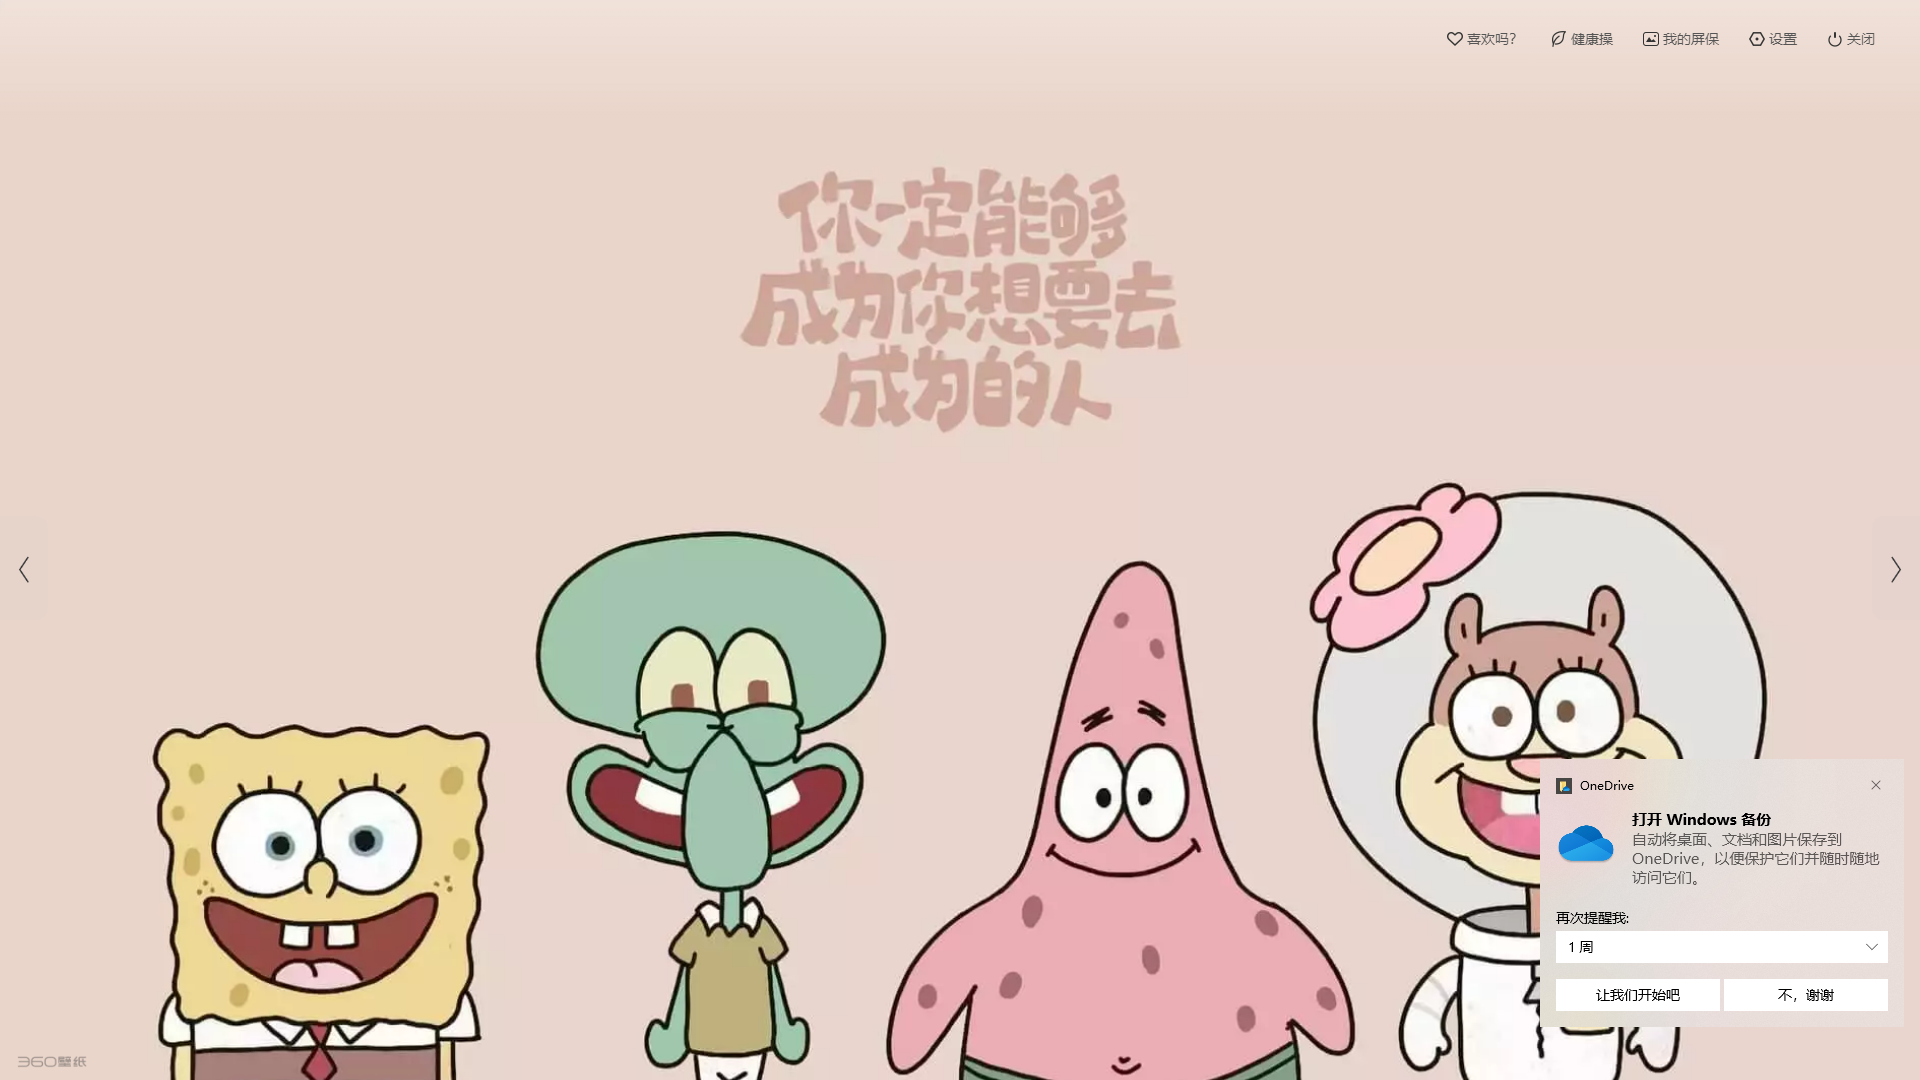 喜欢吗?
健康操
我的屏保
设置
关闭
你一定能够
成为你想要去
成为的人
OneDrive
打开 Windows 备份
自动将桌面、文档和图片保存到
OneDrive，以便保护它们并随时随地
访问它们。
再次提醒我:
1 周
让我们开始吧
不，谢谢
360壁纸